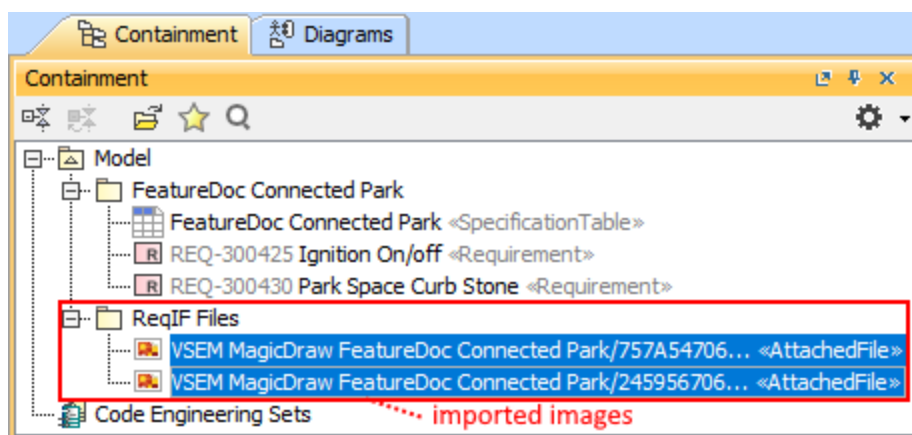 Containment Diagrams
Containment
Model
FeatureDoc Connected Park
FeatureDoc Connected Park «SpecificationTable»
R REQ-300425 Ignition On/off «Requirement»
R REQ-300430 Park Space Curb Stone «Requirement»
ReqIF Files
VSEM MagicDraw FeatureDoc Connected Park/757A54706... «AttachedFile»
VSEM MagicDraw FeatureDoc Connected Park/245956706... «AttachedFile»
Code Engineering Sets
imported images